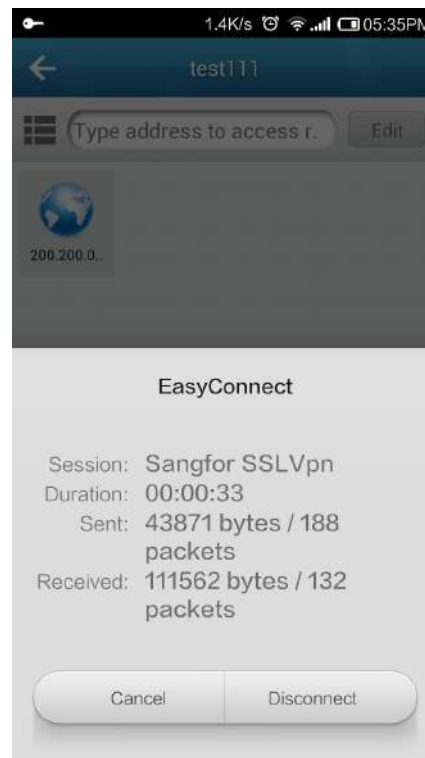 1.4K/s 05:35PM
test111
Type address to access r. Edit
200.200.0..
EasyConnect
Session: Sangfor SSLVpn
Duration: 00:00:33
Sent: 43871 bytes / 188
packets
Received: 111562 bytes / 132
packets
Cancel Disconnect